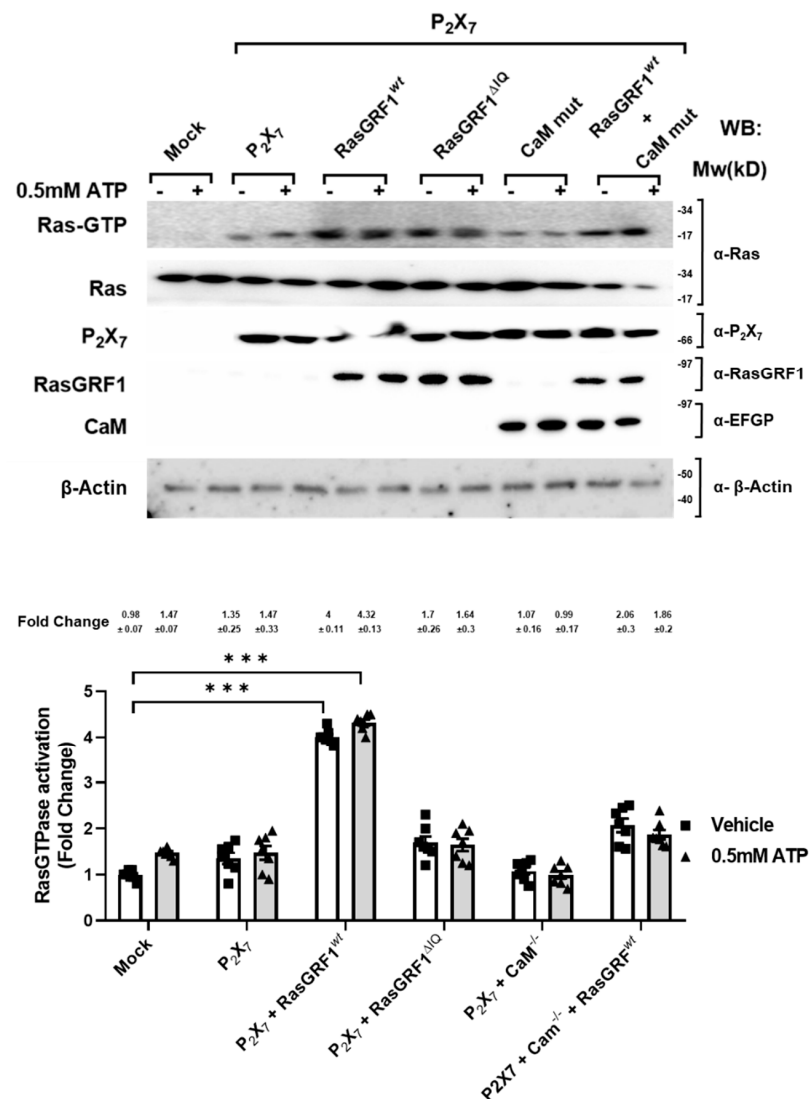 P₂X₇
Mock
P₂X₇
RasGRF1ʷᵗ
RasGRF1^ΔIQ
CaM mut
RasGRF1ʷᵗ
+
CaM mut
WB:
Mw(kD)
0.5mM ATP - + - + - + - + - + - +
Ras-GTP -34 -17
α-Ras
Ras -34 -17
P₂X₇ -66 α-P₂X₇
RasGRF1 -97 α-RasGRF1
CaM -97 α-EFGP
β-Actin -50 -40 α- β-Actin
Fold Change 0.98 1.47 1.35 1.47 4 4.32 1.7 1.64 1.07 0.99 2.06 1.86
± 0.07 ±0.07 ±0.25 ±0.33 ± 0.11 ±0.13 ±0.26 ±0.3 ± 0.16 ±0.17 ±0.3 ±0.2
***
***
RasGTPase activation
(Fold Change)
5
4
3
2
1
0
Vehicle
0.5mM ATP
Mock
P₂X₇
P₂X₇ + RasGRF1ʷᵗ
P₂X₇ + RasGRF1^ΔIQ
P₂X₇ + CaM⁻/⁻
P2X7 + Cam⁻/⁻ + RasGRFʷᵗ